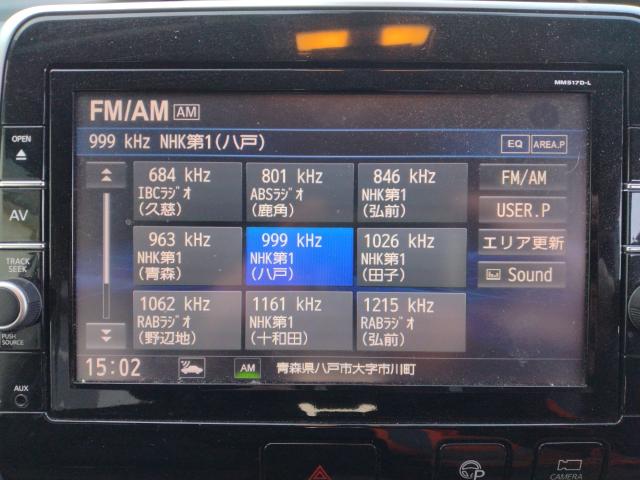 MM517D-L
FM/AM AM
999 kHz NHK第1(八戸)
EQ AREA.P
684 kHz
IBCラジオ
(久慈)
801 kHz
ABSラジオ
(鹿角)
846 kHz
NHK第1
(弘前)
963 kHz
NHK第1
(青森)
999 kHz
NHK第1
(八戸)
1026 kHz
NHK第1
(田子)
1062 kHz
RABラジオ
(野辺地)
1161 kHz
NHK第1
(十和田)
1215 kHz
RABラジオ
(弘前)
FM/AM
USER.P
エリア更新
Sound
15:02
AM
青森県八戸市大字市川町
OPEN
AV
TRACK
SEEK
PUSH
SOURCE
AUX
P
CAMERA